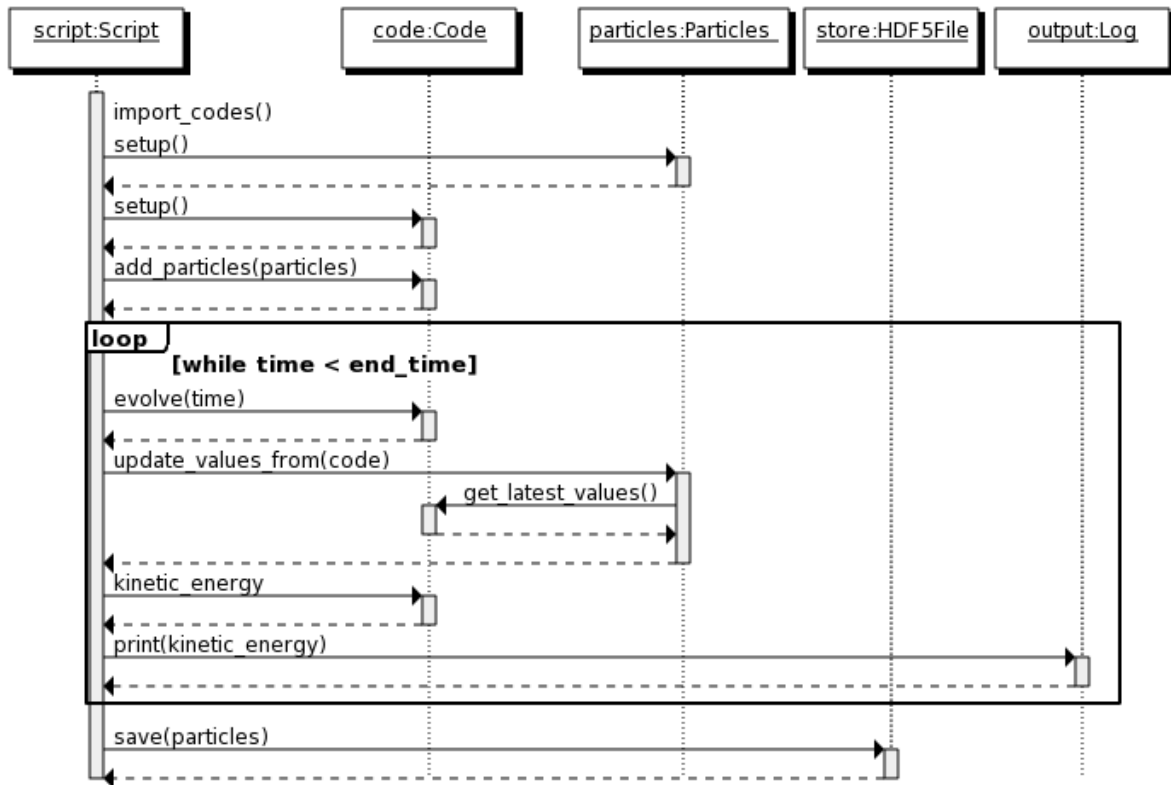 script:Script
code:Code
particles:Particles
store:HDF5File
output:Log
import_codes()
setup()
setup()
add_particles(particles)
loop
[while time < end_time]
evolve(time)
update_values_from(code)
get_latest_values()
kinetic_energy
print(kinetic_energy)
save(particles)